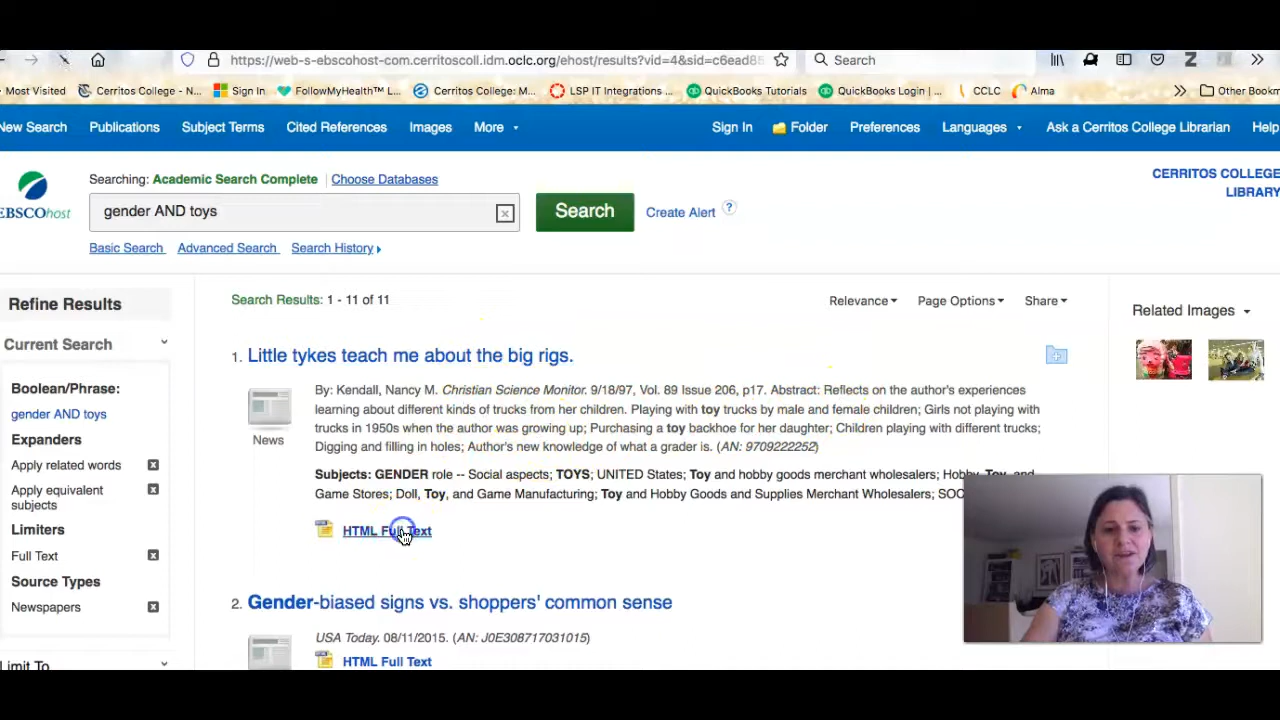 https://web-s-ebscohost-com.cerritoscoll.idm.oclc.org/ehost/results?vid=4&sid=c6ead85
Search
Most Visited
Cerritos College - N...
Sign In
FollowMyHealth™ L...
Cerritos College: M...
LSP IT Integrations ...
QuickBooks Tutorials
QuickBooks Login | ...
CCLC
Alma
Other Bookm
New Search
Publications
Subject Terms
Cited References
Images
More
Sign In
Folder
Preferences
Languages
Ask a Cerritos College Librarian
Help
Searching: Academic Search Complete
Choose Databases
CERRITOS COLLEGE
LIBRARY
EBSCOhost
gender AND toys
Search
Create Alert
?
Basic Search
Advanced Search
Search History
Refine Results
Search Results: 1 - 11 of 11
Relevance
Page Options
Share
Related Images
Current Search
Boolean/Phrase:
gender AND toys
Expanders
Apply related words
Apply equivalent
subjects
Limiters
Full Text
Source Types
Newspapers
Limit To
1. Little tykes teach me about the big rigs.
News
By: Kendall, Nancy M. Christian Science Monitor. 9/18/97, Vol. 89 Issue 206, p17. Abstract: Reflects on the author's experiences
learning about different kinds of trucks from her children. Playing with toy trucks by male and female children; Girls not playing with
trucks in 1950s when the author was growing up; Purchasing a toy backhoe for her daughter; Children playing with different trucks;
Digging and filling in holes; Author's new knowledge of what a grader is. (AN: 9709222252)
Subjects: GENDER role -- Social aspects; TOYS; UNITED States; Toy and hobby goods merchant wholesalers; Hobby, Toy, and
Game Stores; Doll, Toy, and Game Manufacturing; Toy and Hobby Goods and Supplies Merchant Wholesalers; SOC
HTML Full Text
2. Gender-biased signs vs. shoppers' common sense
USA Today. 08/11/2015. (AN: J0E308717031015)
HTML Full Text